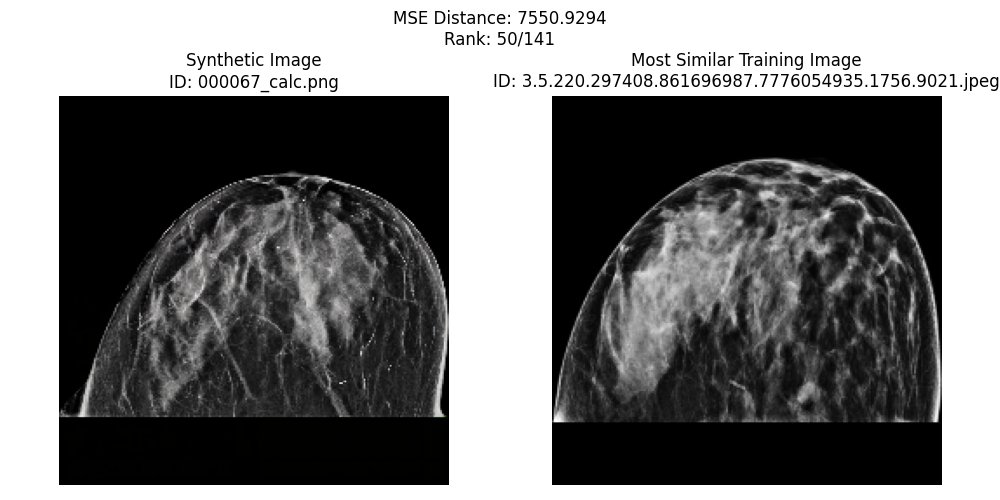 MSE Distance: 7550.9294
Rank: 50/141
Synthetic Image
ID: 000067_calc.png
Most Similar Training Image
ID: 3.5.220.297408.861696987.7776054935.1756.9021.jpeg